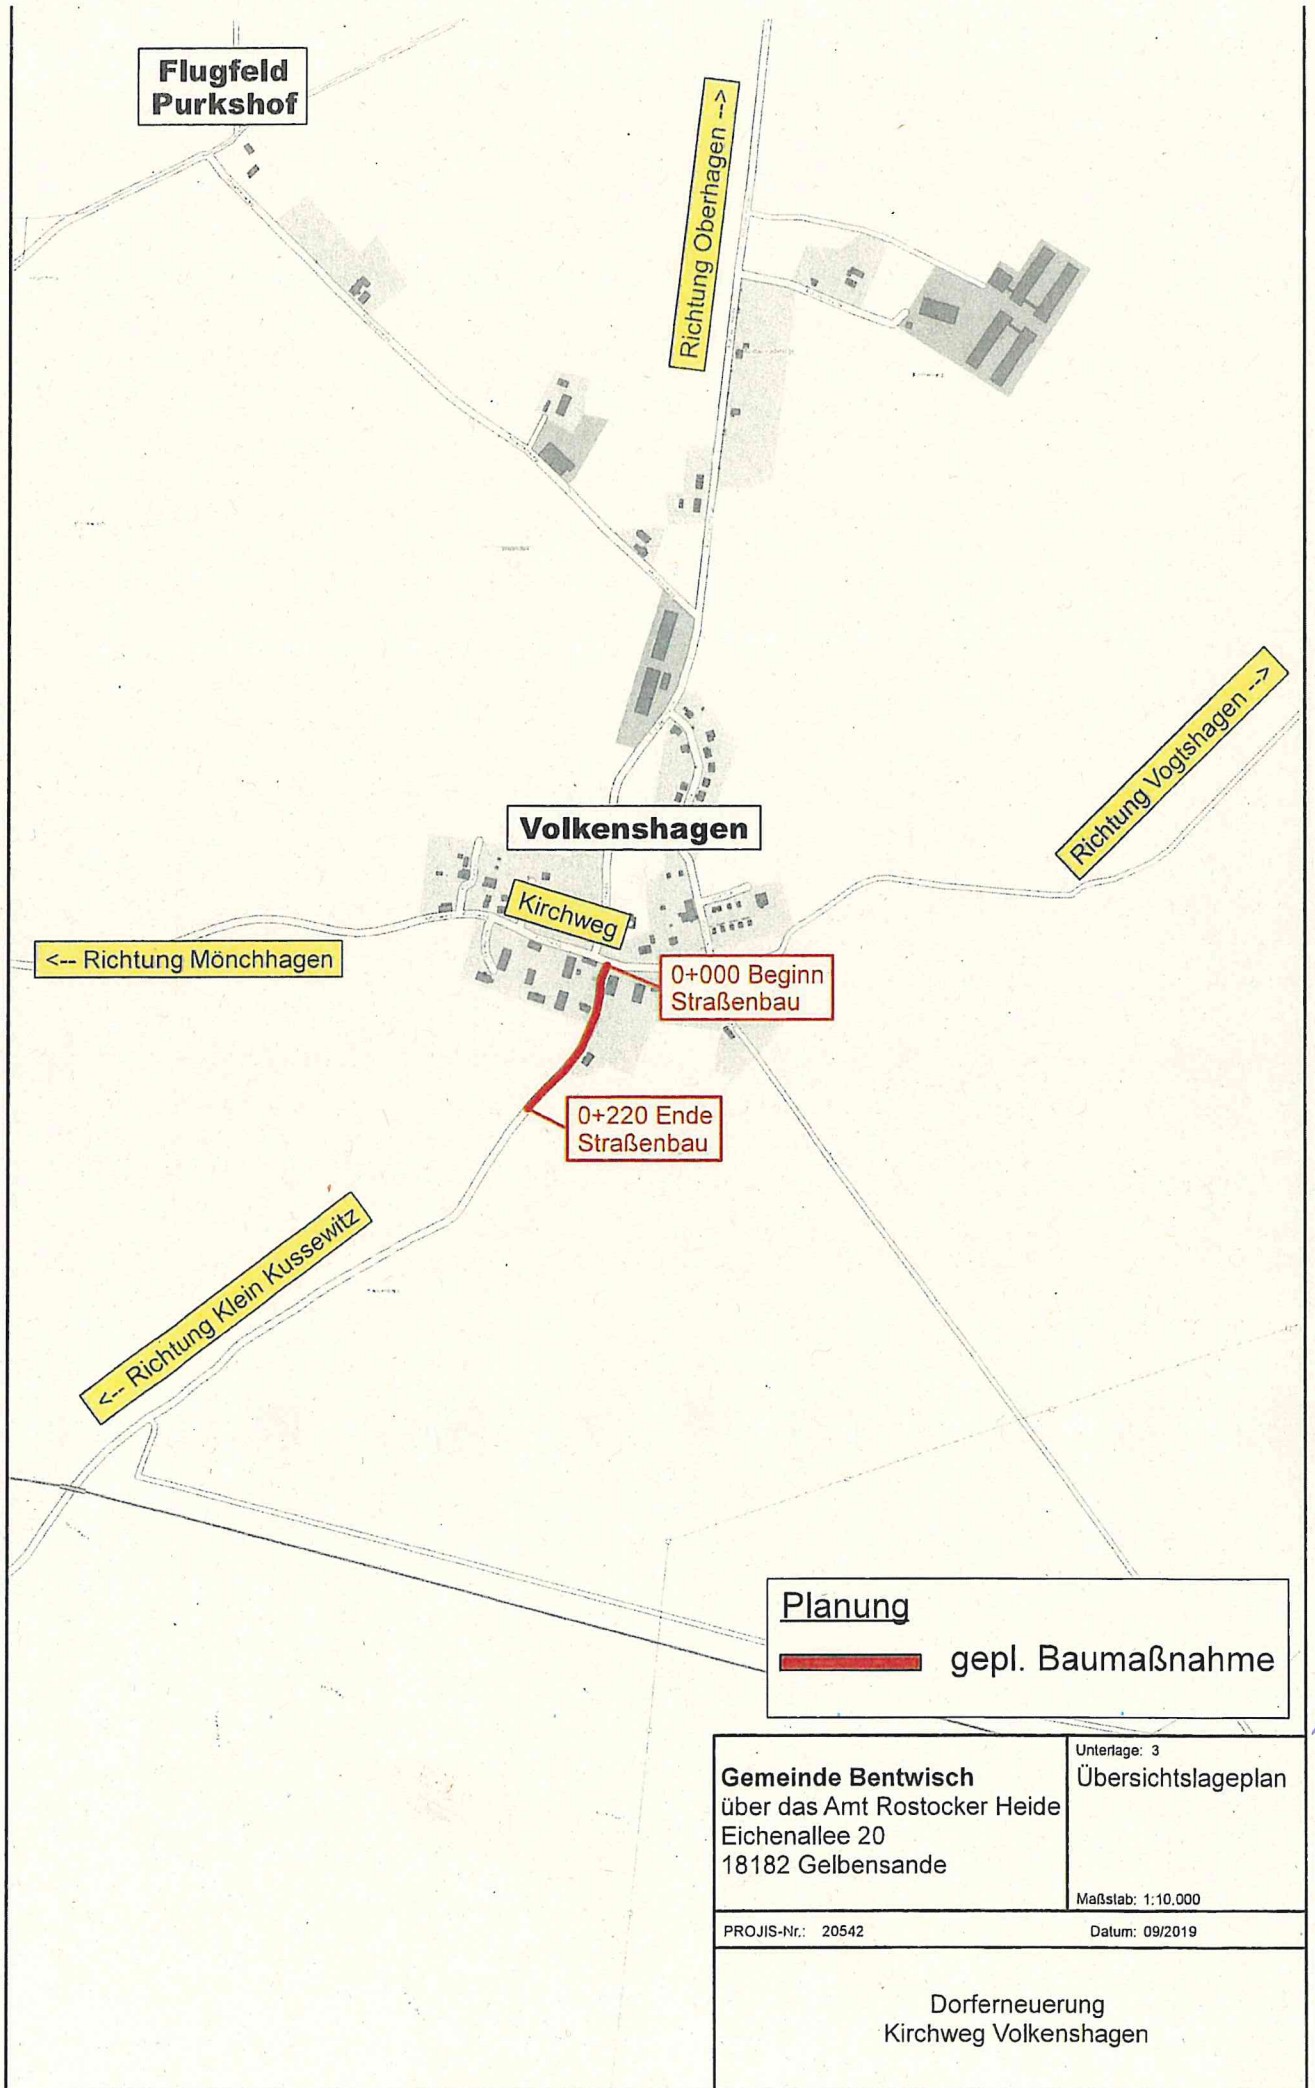 Flugfeld
Purkshof
Richtung Oberhagen -->
Richtung Vogtshagen -->
Volkenshagen
Kirchweg
<-- Richtung Mönchhagen
0+000 Beginn
Straßenbau
0+220 Ende
Straßenbau
<-- Richtung Klein Kussewitz
Planung
gepl. Baumaßnahme
Gemeinde Bentwisch
über das Amt Rostocker Heide
Eichenallee 20
18182 Gelbensande
Unterlage: 3
Übersichtslageplan
Maßstab: 1:10.000
PROJIS-Nr.: 20542
Datum: 09/2019
Dorferneuerung
Kirchweg Volkenshagen